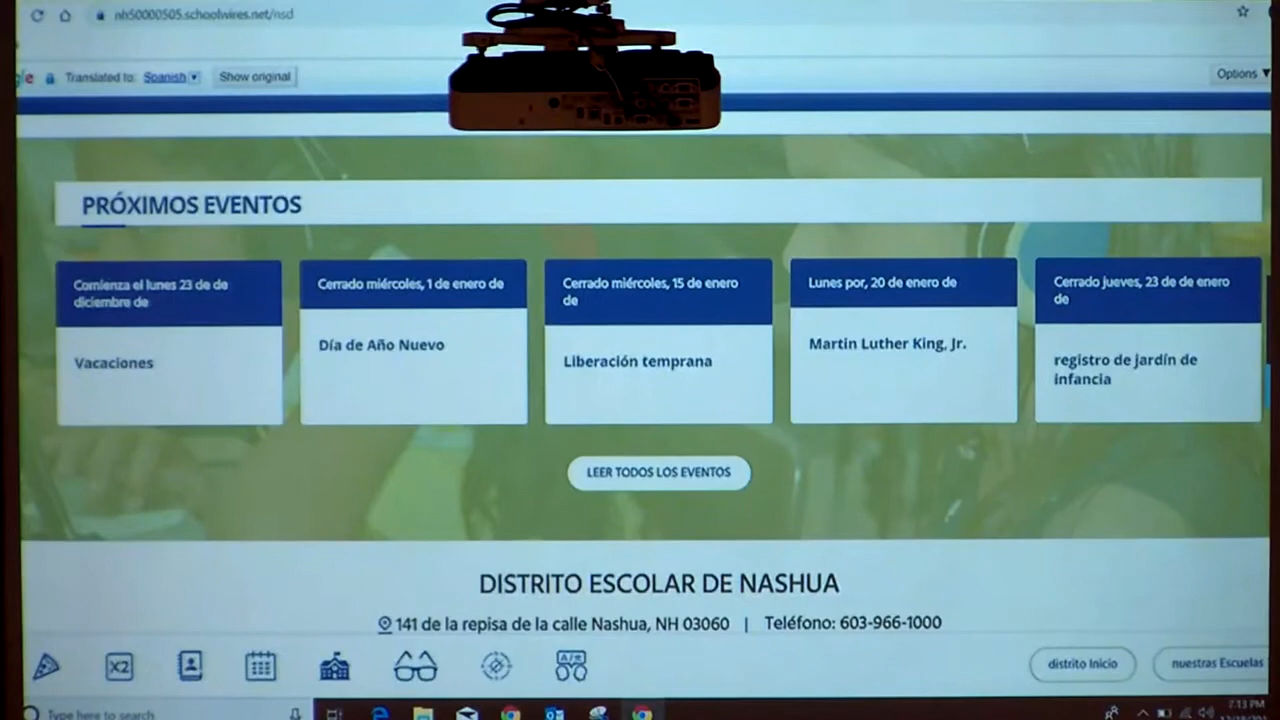 nh50000505.schoolwires.net/nsd
Translated to: Spanish Show original
Options
PRÓXIMOS EVENTOS
Comienza el lunes 23 de de
diciembre de
Vacaciones
Cerrado miércoles, 1 de enero de
Día de Año Nuevo
Cerrado miércoles, 15 de enero
de
Liberación temprana
Lunes por, 20 de enero de
Martin Luther King, Jr.
Cerrado jueves, 23 de de enero
de
registro de jardín de
infancia
LEER TODOS LOS EVENTOS
DISTRITO ESCOLAR DE NASHUA
141 de la repisa de la calle Nashua, NH 03060 | Teléfono: 603-966-1000
X2
distrito Inicio
nuestras Escuelas
Type here to search
7:13 PM